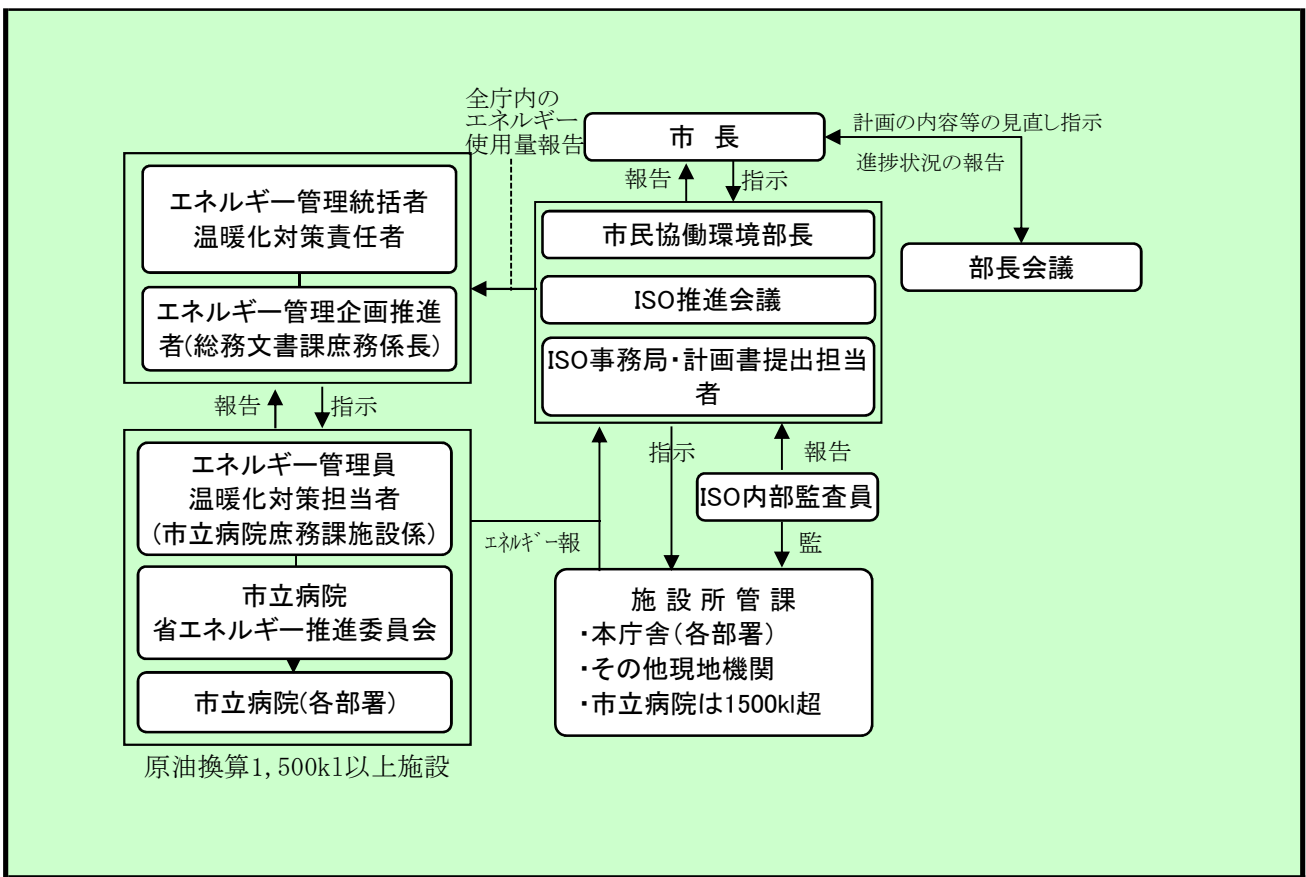 全庁内の
エネルギー
使用量報告
市 長
計画の内容等の見直し指示
進捗状況の報告
報告
指示
エネルギー管理統括者
温暖化対策責任者
エネルギー管理企画推進
者(総務文書課庶務係長)
市民協働環境部長
ISO推進会議
ISO事務局・計画書提出担当
者
部長会議
報告
指示
エネルギー管理員
温暖化対策担当者
(市立病院庶務課施設係)
市立病院
省エネルギー推進委員会
市立病院(各部署)
原油換算1,500kl以上施設
エネルギー報
指示
報告
ISO内部監査員
監
施 設 所 管 課
・本庁舎(各部署)
・その他現地機関
・市立病院は1500kl超